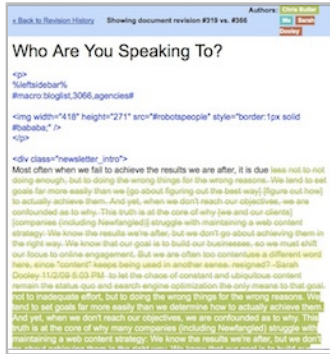 Authors: Chris Butler
« Back to Revision History Showing document revision #319 vs. #366
Me Sarah
Dooley
Who Are You Speaking To?
<p>
%leftsidebar%
#macro:bloglist,3066,agencies#
<img width="418" height="271" src="#robotspeople" style="border:1px solid
#bababa;" />
</p>
<div class="newsletter_intro">
Most often when we fail to achieve the results we are after, it is due less not to not
doing enough, but to doing the wrong things for the wrong reasons. We tend to set
goals far more easily than we [go about figuring out the best way] [figure out how]
to actually achieve them. And yet, when we don't reach our objectives, we are
confounded as to why. This truth is at the core of why [we and our clients]
[companies (including Newfangled)] struggle with maintaining a web content
strategy: We know the results we're after, but we don't go about achieving them in
the right way. We know that our goal is to build our businesses, so we must shift
our focus to online engagement. But we are often too contentuse a different word
here, since "content" keeps being used in another sense, resigned? -Sarah
Dooley 11/2/09 5:03 PM to let the chaos of constant and ubiquitous content
remain the status quo and search engine optimization the only means to that goal.
not to inadequate effort, but to doing the wrong things for the wrong reasons. We
tend to set goals far more easily than we determine how to actually achieve them.
And yet, when we don't reach our objectives, we are confounded as to why. This
truth is at the core of why many companies (including Newfangled) struggle with
maintaining a web content strategy: We know the results we're after, but we don't